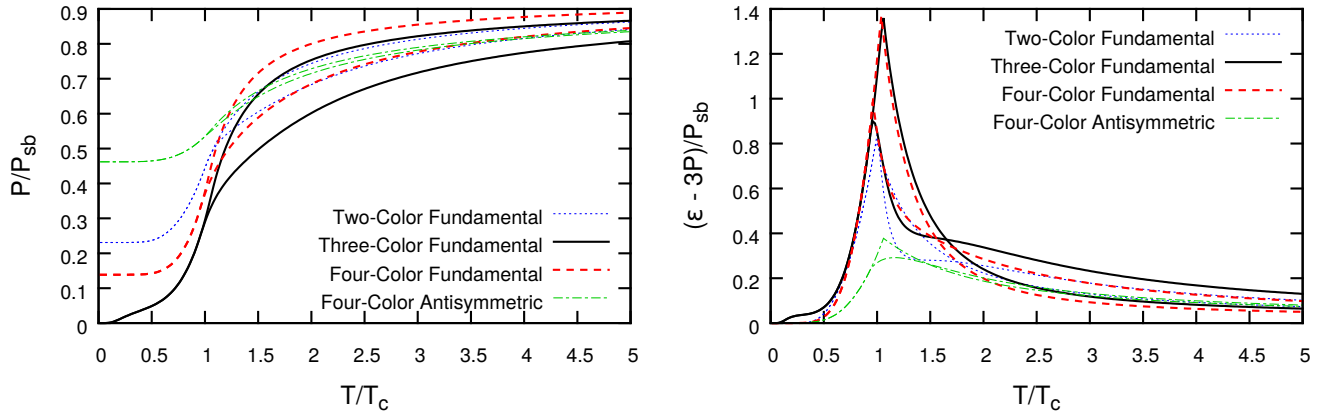 P/P_sb
0.9
0.8
0.7
0.6
0.5
0.4
0.3
0.2
0.1
0
Two-Color Fundamental
Three-Color Fundamental
Four-Color Fundamental
Four-Color Antisymmetric
0 0.5 1 1.5 2 2.5 3 3.5 4 4.5 5
T/T_c
(ε - 3P)/P_sb
1.4
1.2
1
0.8
0.6
0.4
0.2
0
Two-Color Fundamental
Three-Color Fundamental
Four-Color Fundamental
Four-Color Antisymmetric
0 0.5 1 1.5 2 2.5 3 3.5 4 4.5 5
T/T_c